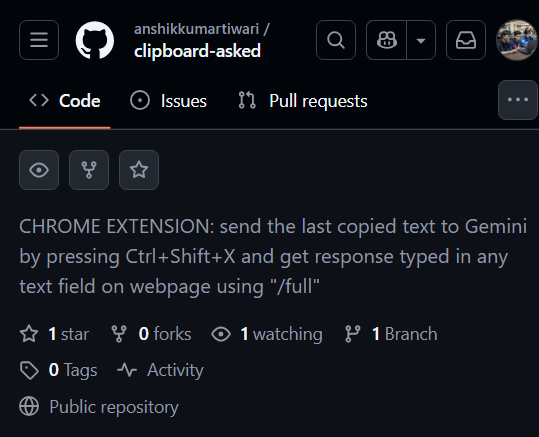 anshikkumartiwari /
clipboard-asked
Code Issues Pull requests
CHROME EXTENSION: send the last copied text to Gemini
by pressing Ctrl+Shift+X and get response typed in any
text field on webpage using "/full"
1 star 0 forks 1 watching 1 Branch
0 Tags Activity
Public repository